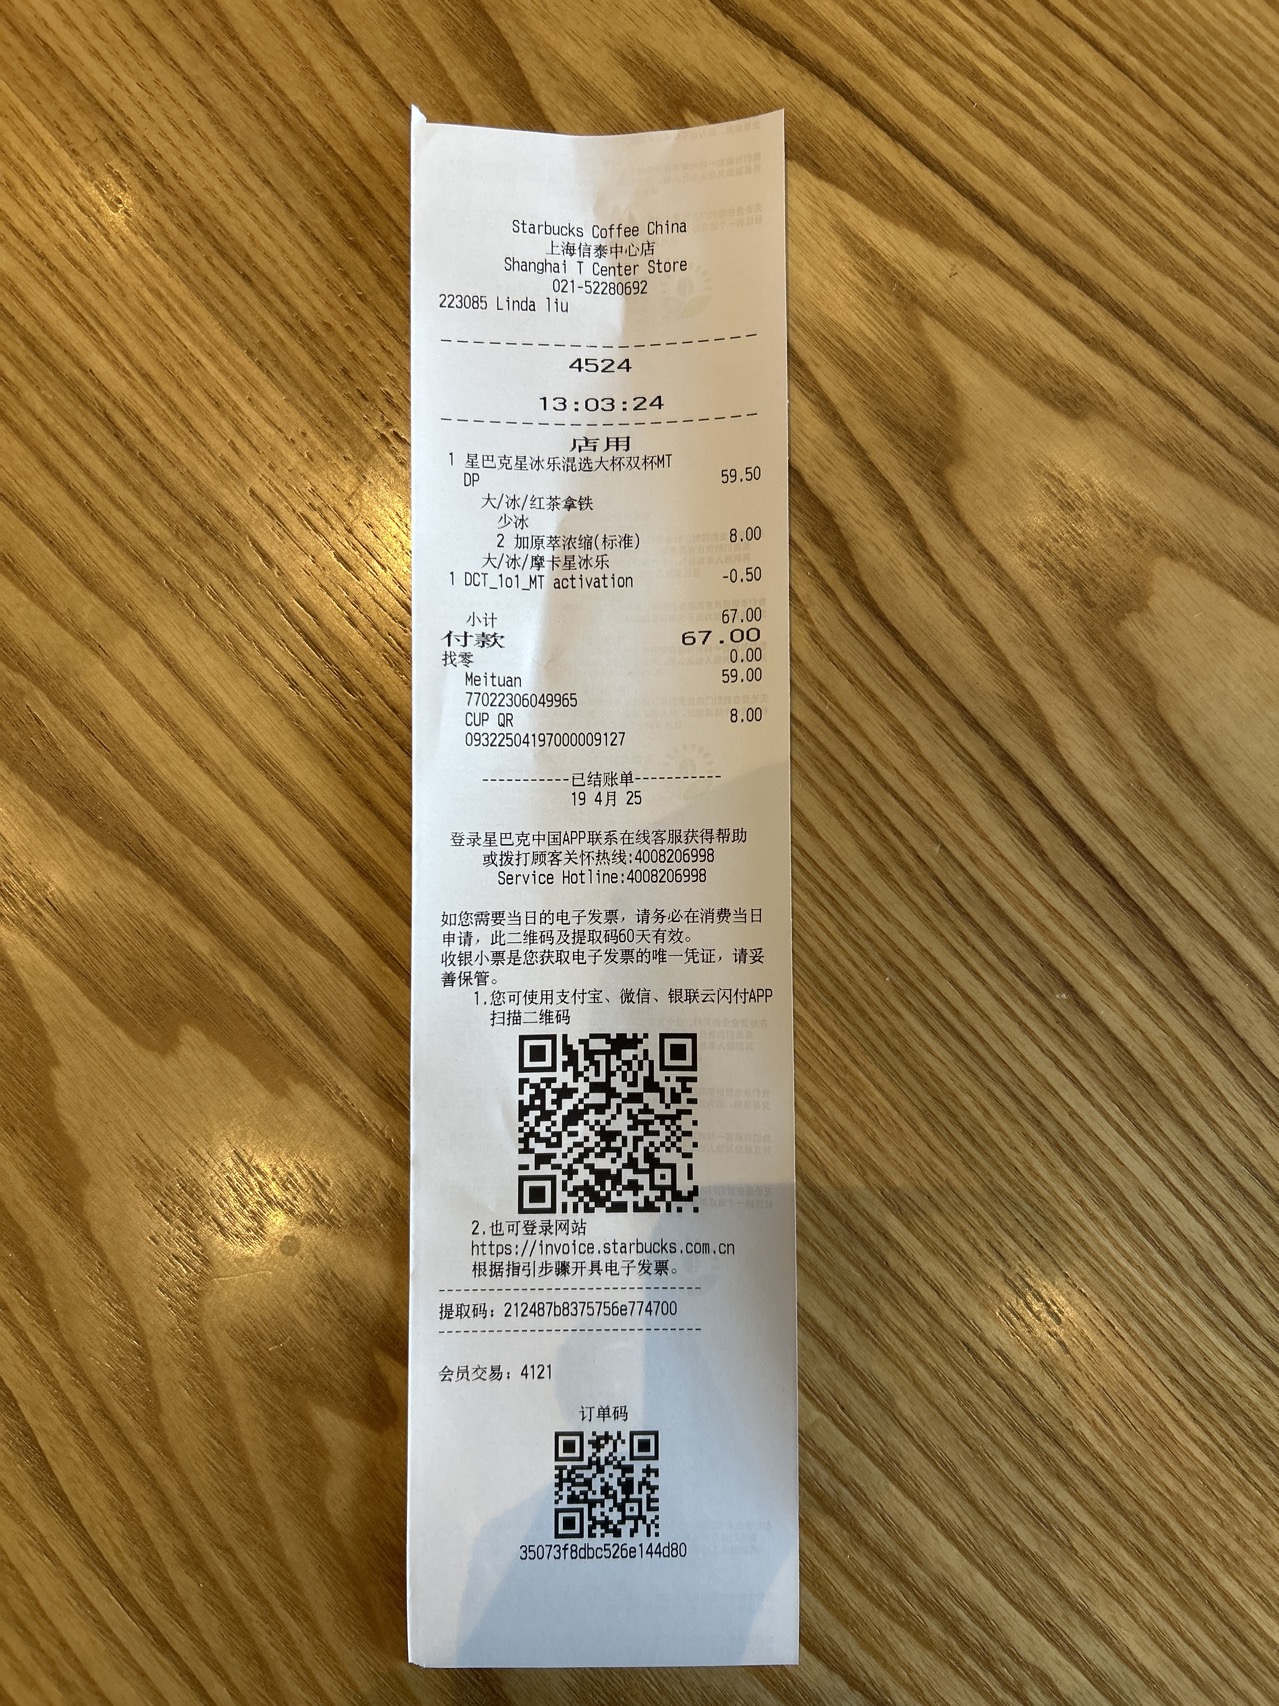 Starbucks Coffee China
上海信泰中心店
Shanghai T Center Store
021-52280692
223085 Linda liu
4524
13:03:24
店用
1 星巴克星冰乐混选大杯双杯MT
DP 59.50
大/冰/红茶拿铁
少冰
2 加原萃浓缩(标准) 8.00
大/冰/摩卡星冰乐
1 DCT_1o1_MT activation -0.50
小计 67.00
付款 67.00
找零 0.00
Meituan 59.00
77022306049965
CUP QR 8.00
09322504197000009127
-----------已结账单-----------
19 4月 25
登录星巴克中国APP联系在线客服获得帮助
或拨打顾客关怀热线:4008206998
Service Hotline:4008206998
如您需要当日的电子发票，请务必在消费当日
申请，此二维码及提取码60天有效。
收银小票是您获取电子发票的唯一凭证，请妥
善保管。
1.您可使用支付宝、微信、银联云闪付APP
扫描二维码
2.也可登录网站
https://invoice.starbucks.com.cn
根据指引步骤开具电子发票。
提取码: 212487b8375756e774700
会员交易: 4121
订单码
35073f8dbc526e144d80